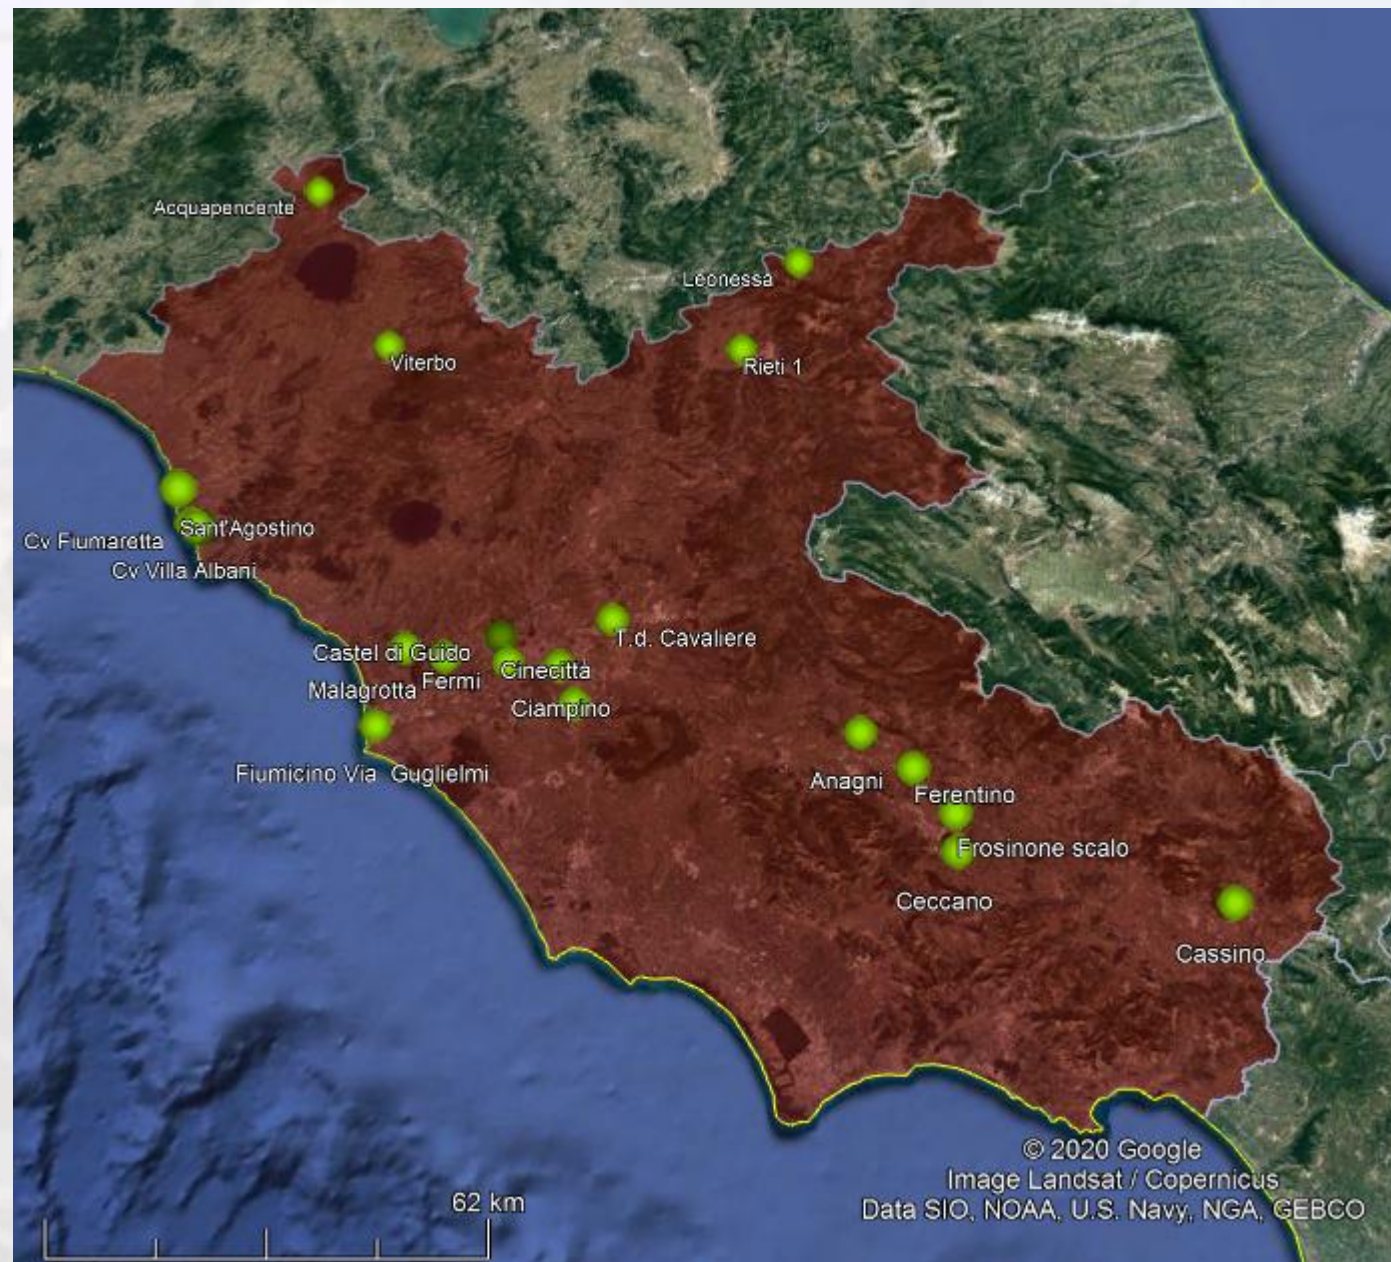 Acquapendente
Leonessa
Viterbo
Rieti 1
Sant'Agostino
Cv Fiumaretta
Cv Villa Albani
T.d. Cavaliere
Castel di Guido
Cinecittà
Fermi
Malagrotta
Ciampino
Fiumicino Via Guglielmi
Anagni
Ferentino
Frosinone scalo
Ceccano
Cassino
© 2020 Google
Image Landsat / Copernicus
Data SIO, NOAA, U.S. Navy, NGA, GEBCO
62 km